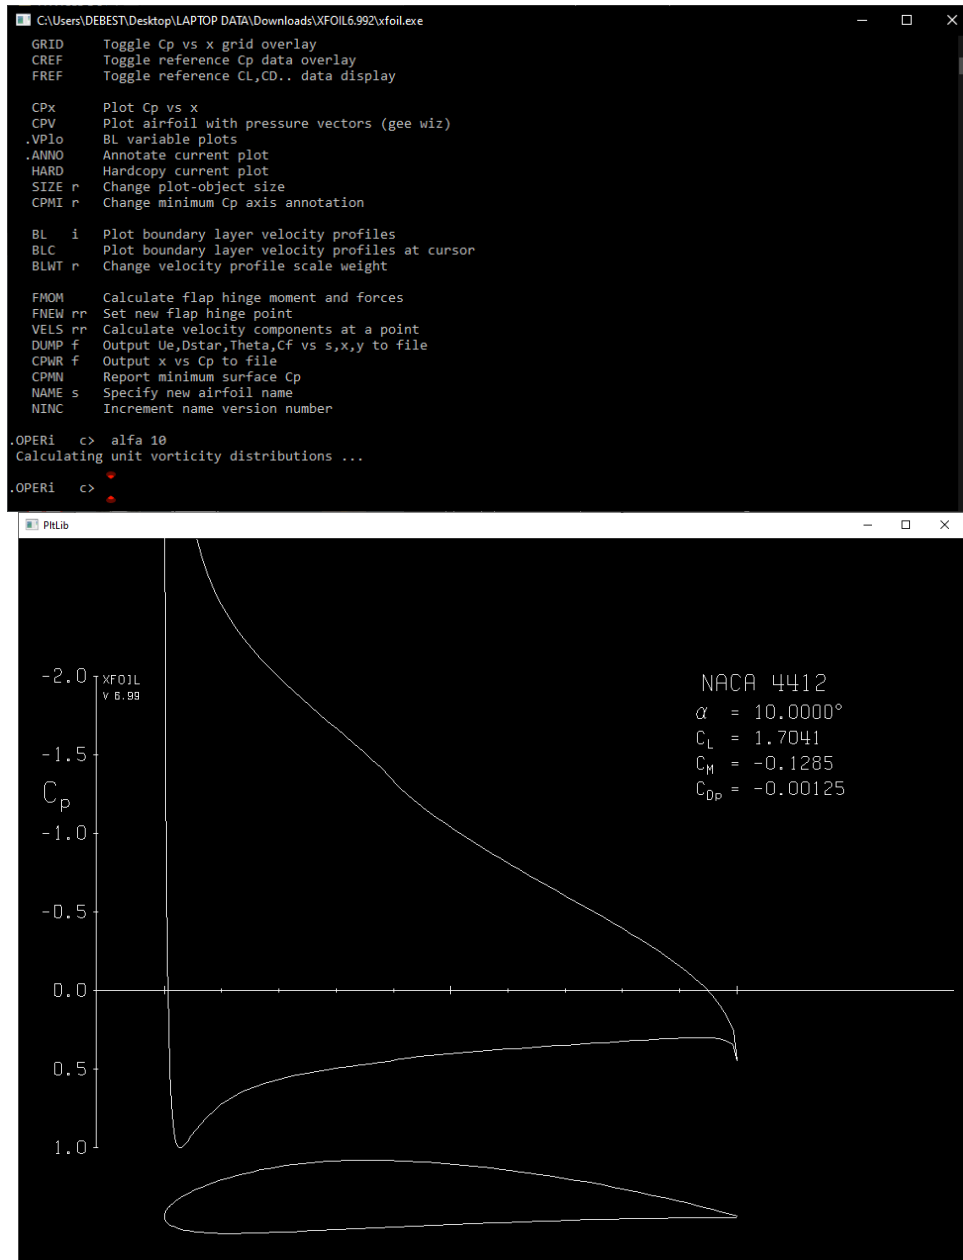 C:\Users\DEBEST\Desktop\LAPTOP DATA\Downloads\XFOIL6.992\xfoil.exe
GRID Toggle Cp vs x grid overlay
CREF Toggle reference Cp data overlay
FREF Toggle reference CL,CD.. data display
CPx Plot Cp vs x
CPV Plot airfoil with pressure vectors (gee wiz)
.VPlo BL variable plots
.ANNO Annotate current plot
HARD Hardcopy current plot
SIZE r Change plot-object size
CPMI r Change minimum Cp axis annotation
BL i Plot boundary layer velocity profiles
BLC Plot boundary layer velocity profiles at cursor
BLWT r Change velocity profile scale weight
FMOM Calculate flap hinge moment and forces
FNEW rr Set new flap hinge point
VELS rr Calculate velocity components at a point
DUMP f Output Ue,Dstar,Theta,Cf vs s,x,y to file
CPWR f Output x vs Cp to file
CPMN Report minimum surface Cp
NAME s Specify new airfoil name
NINC Increment name version number
.OPERi c> alfa 10
Calculating unit vorticity distributions ...
.OPERi c>
PltLib
-2.0
XFOIL
V 6.99
-1.5
Cp
-1.0
-0.5
0.0
0.5
1.0
NACA 4412
α = 10.0000°
CL = 1.7041
CM = -0.1285
CDp = -0.00125